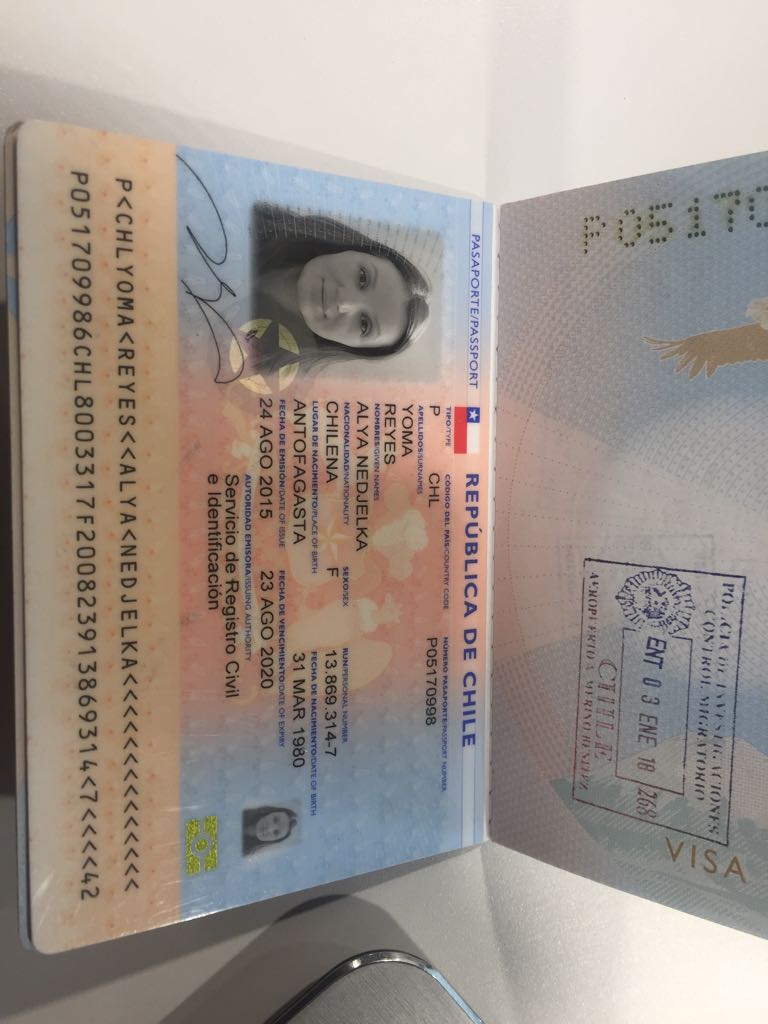 PASAPORTE/PASSPORT
REPÚBLICA DE CHILE
TIPO/TYPE
P
CÓDIGO DEL PAÍS/COUNTRY CODE
CHL
NÚMERO PASAPORTE/PASSPORT NUMBER
P05170998
APELLIDOS/SURNAMES
YOMA
REYES
NOMBRES/GIVEN NAMES
ALYA NEDJELKA
NACIONALIDAD/NATIONALITY
CHILENA
SEXO/SEX
F
RUN/PERSONAL NUMBER
13.869.314-7
LUGAR DE NACIMIENTO/PLACE OF BIRTH
ANTOFAGASTA
FECHA DE NACIMIENTO/DATE OF BIRTH
31 MAR 1980
FECHA DE EMISIÓN/DATE OF ISSUE
24 AGO 2015
FECHA DE VENCIMIENTO/DATE OF EXPIRY
23 AGO 2020
AUTORIDAD EMISORA/ISSUING AUTHORITY
Servicio de Registro Civil
e Identificación
P<CHLYOMA<REYES<<ALYA<NEDJELKA<<<<<<<<<<<<<<
P051709986CHL8003317F20082391386931４<7<<<<42
P05170
POLICIA DE INVESTIGACIONES
CONTROL MIGRATORIO
ENT 03 ENE 18 /268
CHILE
AEROPUERTO A. MERINO BENITEZ
VISA